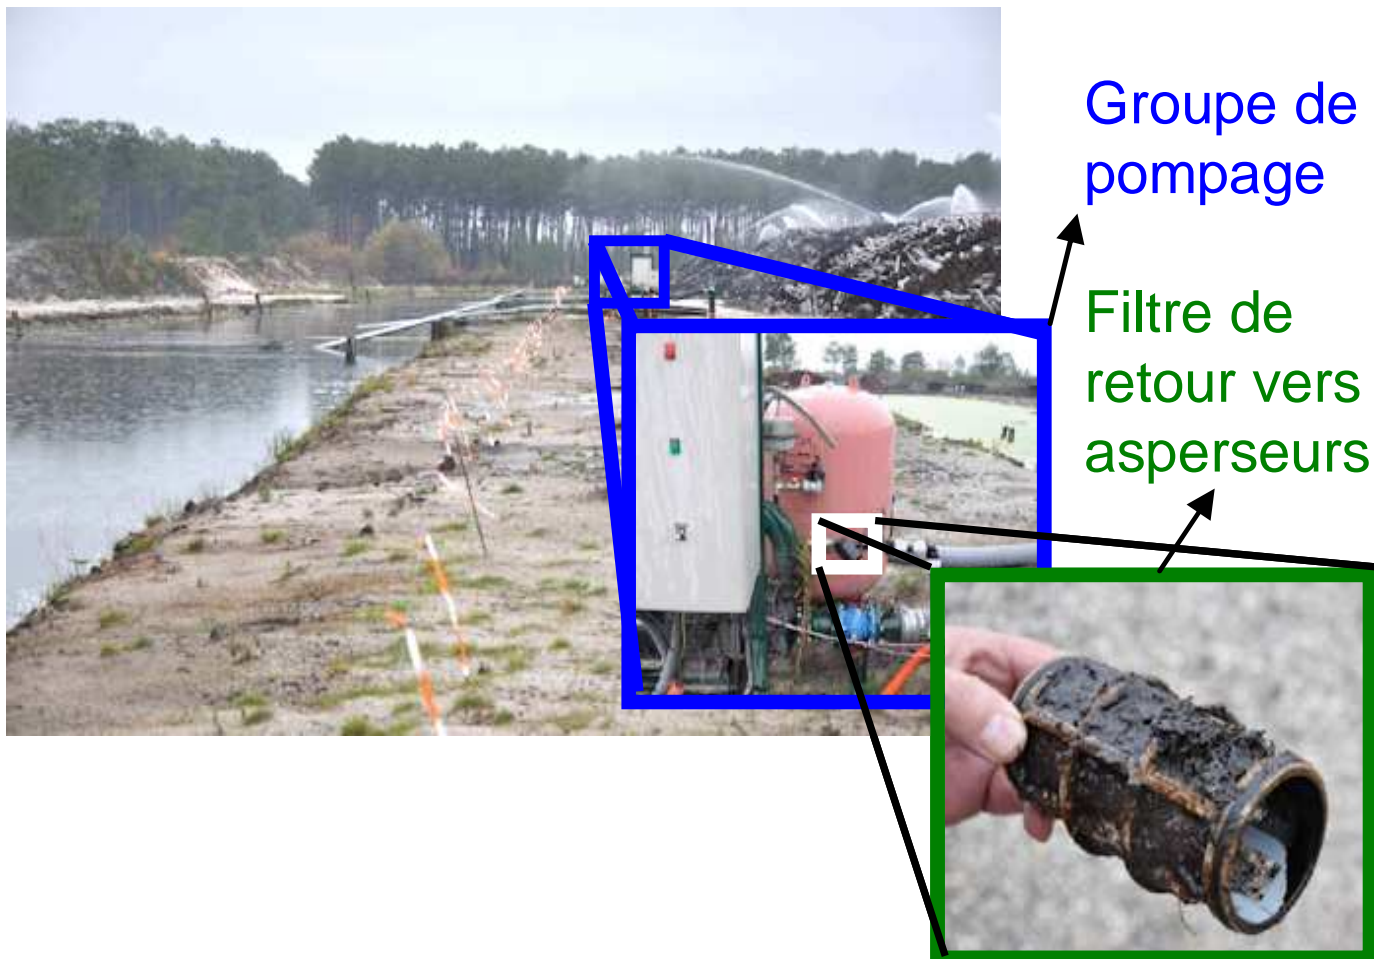 Groupe de
pompage
Filtre de
retour vers
asperseurs